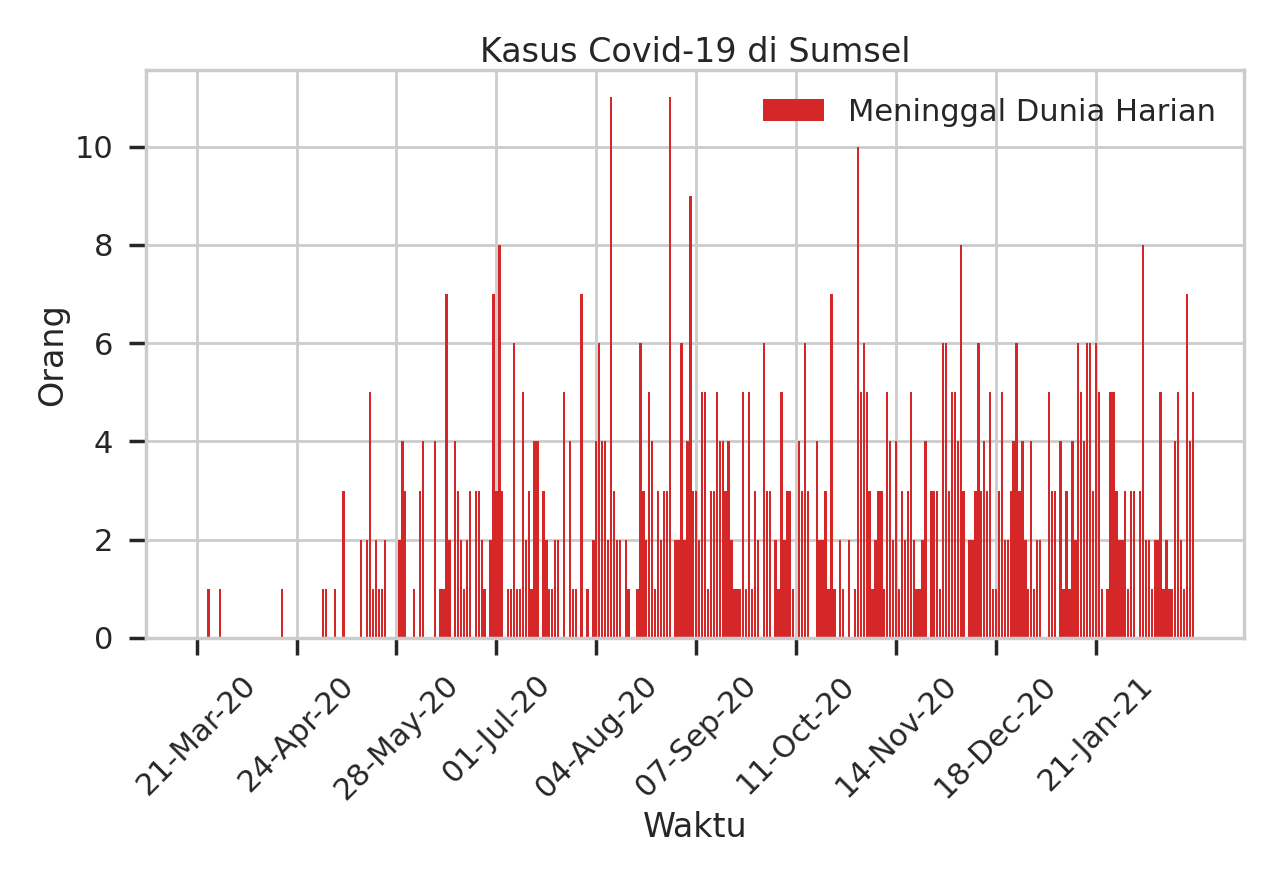 Kasus Covid-19 di Sumsel
Meninggal Dunia Harian
10
8
6
4
2
0
Orang
21-Mar-20
24-Apr-20
28-May-20
01-Jul-20
04-Aug-20
07-Sep-20
11-Oct-20
14-Nov-20
18-Dec-20
21-Jan-21
Waktu